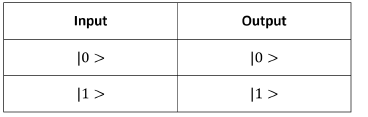 Input Output
|0 > |0 >
|1 > |1 >